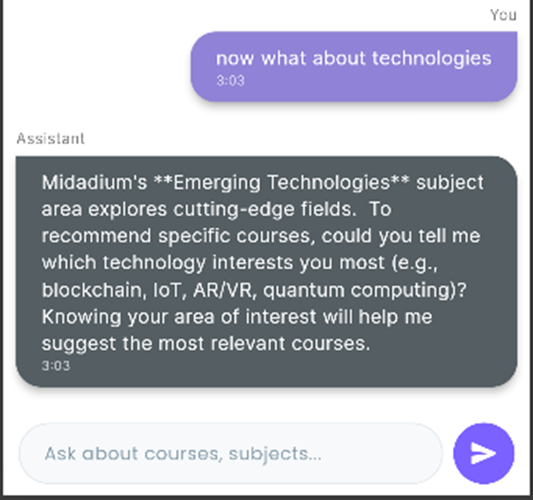 You
now what about technologies
3:03
Assistant
Midadium's **Emerging Technologies** subject
area explores cutting-edge fields.  To
recommend specific courses, could you tell me
which technology interests you most (e.g.,
blockchain, IoT, AR/VR, quantum computing)?
Knowing your area of interest will help me
suggest the most relevant courses.
3:03
Ask about courses, subjects...